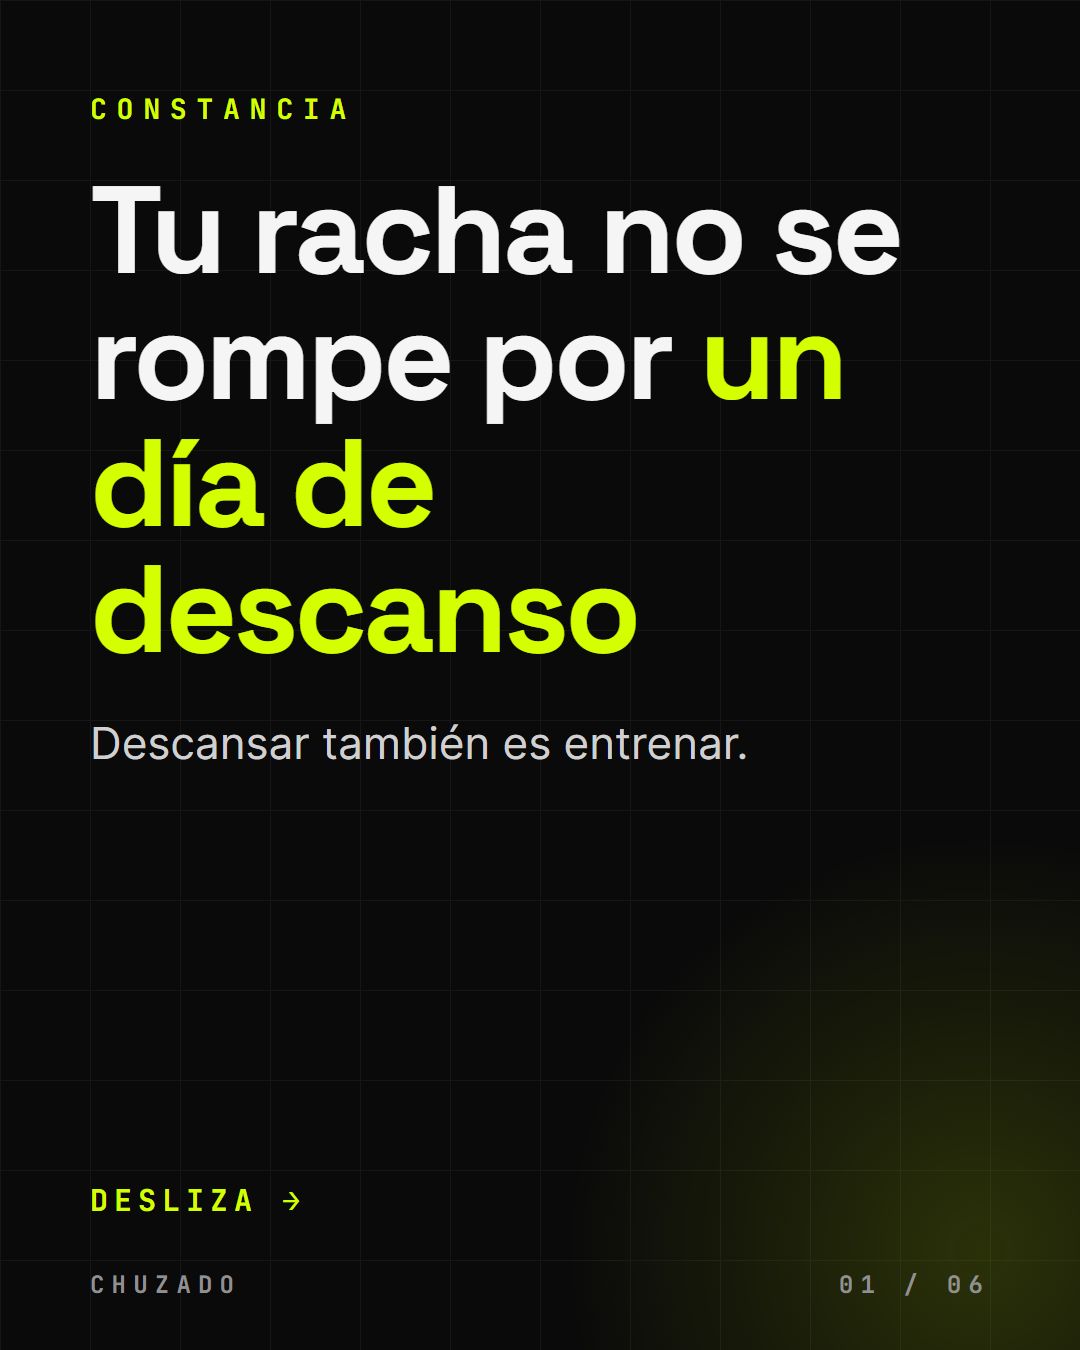 CONSTANCIA
Tu racha no se
rompe por un
día de
descanso
Descansar también es entrenar.
DESLIZA →
CHUZADO
01 / 06